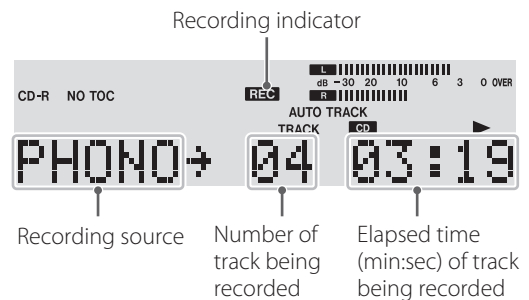 Recording indicator
L
dB -30 20 10 6 3 0 OVER
CD-R NO TOC REC R
AUTO TRACK
TRACK CD
PHONO→ 04 03:19
Recording source
Number of
track being
recorded
Elapsed time
(min:sec) of track
being recorded